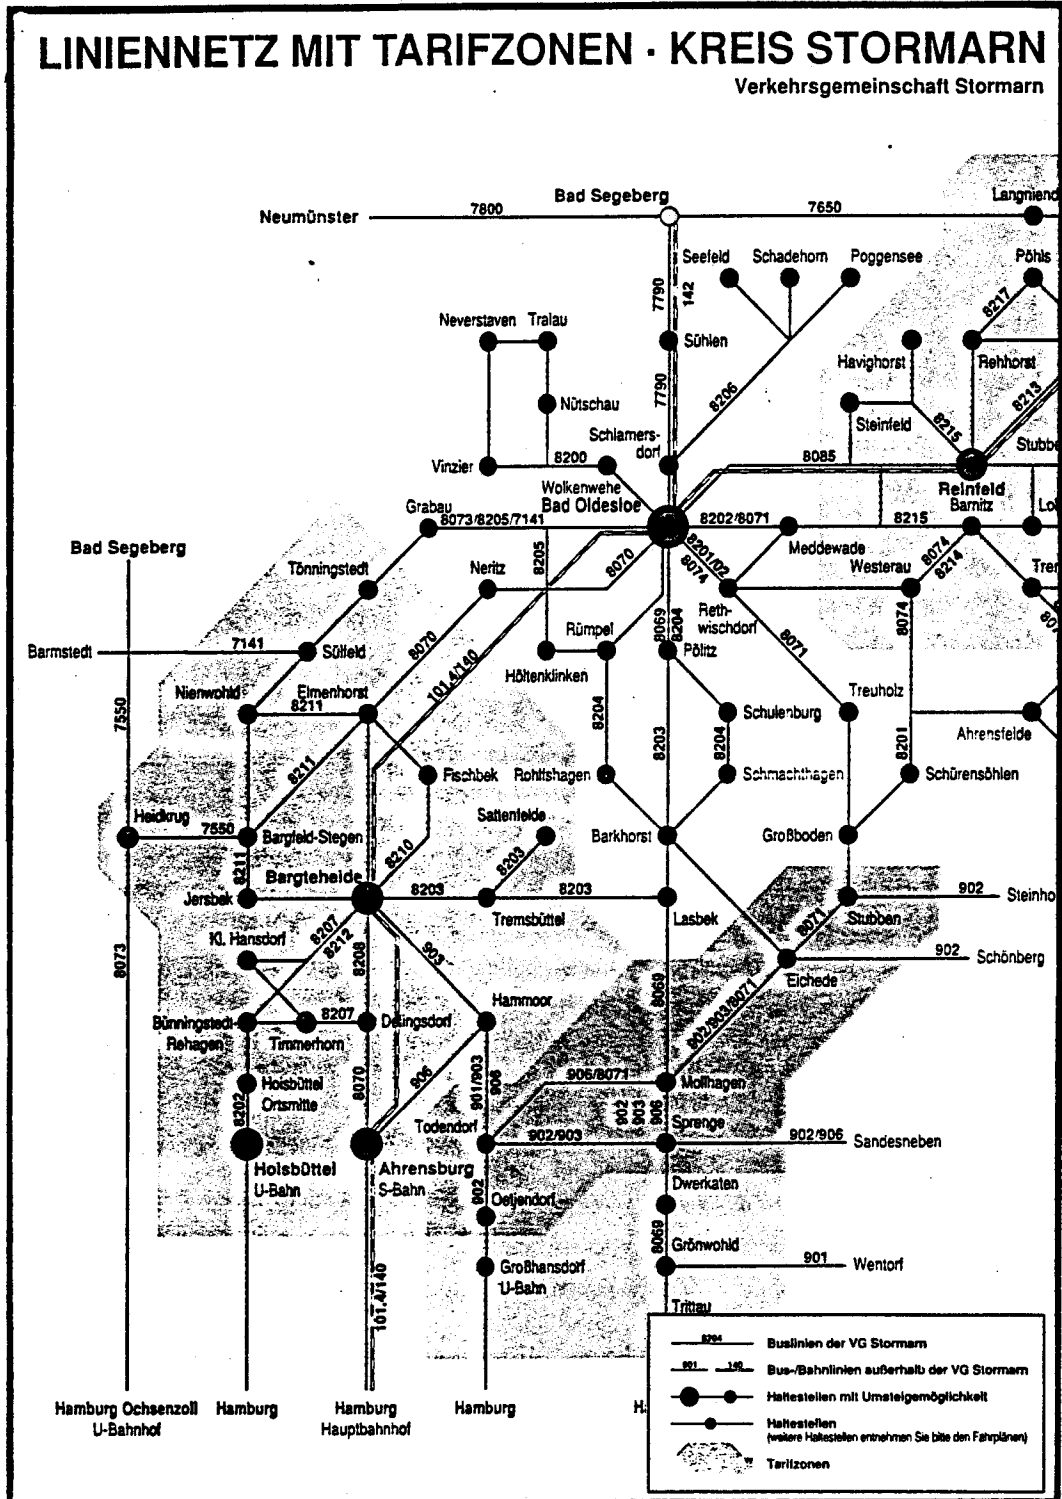 LINIENNETZ MIT TARIFZONEN · KREIS STORMARN
Verkehrsgemeinschaft Stormarn
Bad Segeberg
Neumünster
7800
7650
Seefeld
Schadehorn
Poggensee
Pöhls
7790
142
8217
Neverstaven
Tralau
Sühlen
Havighorst
Rehhorst
7790
8206
8213
Nütschau
Steinfeld
8215
Schlamers-
dorf
8200
8085
Vinzier
Wolkenwehe
Reinfeld
Grabau
Bad Oldesloe
Barnitz
8073/8205/7141
8202/8071
8215
Bad Segeberg
8205
8201/02
8074
Meddewade
8074
8214
Tönningstedt
Neritz
8070
Westerau
Reth-
wischdorf
8074
Barmstedt
7141
Sülfeld
8070
Rümpel
8069
8204
Pölitz
8071
101.4/140
Höltenklinken
Nienwohld
Elmenhorst
8211
Treuholz
7550
8204
8203
Schulenburg
8204
8201
Ahrensfelde
8211
Fischbek
Rohlfshagen
Schmachthagen
Schürensöhlen
Heidkrug
7550
Bargfeld-Stegen
Sattenfelde
Barkhorst
Großboden
8211
8210
8203
Bargteheide
Jersbek
8203
8203
902
Tremsbüttel
Lasbek
Stubben
8071
Kl. Hansdorf
8207
8212
8208
903
8073
8069
902
Schönberg
Eichede
902/903/8071
Hammoor
Bünningstedt-
Rehagen
8207
Timmerhorn
Delingsdorf
906
901/903
906
906/8071
Mollhagen
Hoisbüttel
Ortsmitte
8070
902
903
906
8202
Todendorf
902/903
Sprenge
902/906
Sandesneben
Hoisbüttel
U-Bahn
Ahrensburg
S-Bahn
Dwerkaten
902
Oetjendorf
8069
Grönwohld
Großhansdorf
U-Bahn
901
Wentorf
101.4/140
Trittau
8204
Buslinien der VG Stormarn
901
140
Bus-/Bahnlinien außerhalb der VG Stormarn
Haltestellen mit Umsteigemöglichkeit
Haltestellen
(weitere Haltestellen entnehmen Sie bitte den Fahrplänen)
Tarifzonen
Hamburg Ochsenzoll
U-Bahnhof
Hamburg
Hamburg
Hauptbahnhof
Hamburg